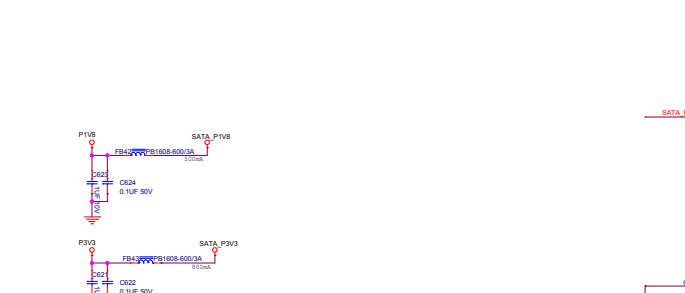 SATA_
P1V8
SATA_P1V8
FB42
PB1608-600/3A
500mA
C623
C624
0.1UF 50V
P3V3
SATA_P3V3
FB43
PB1608-600/3A
800mA
C621
C622
0.1UF 50V